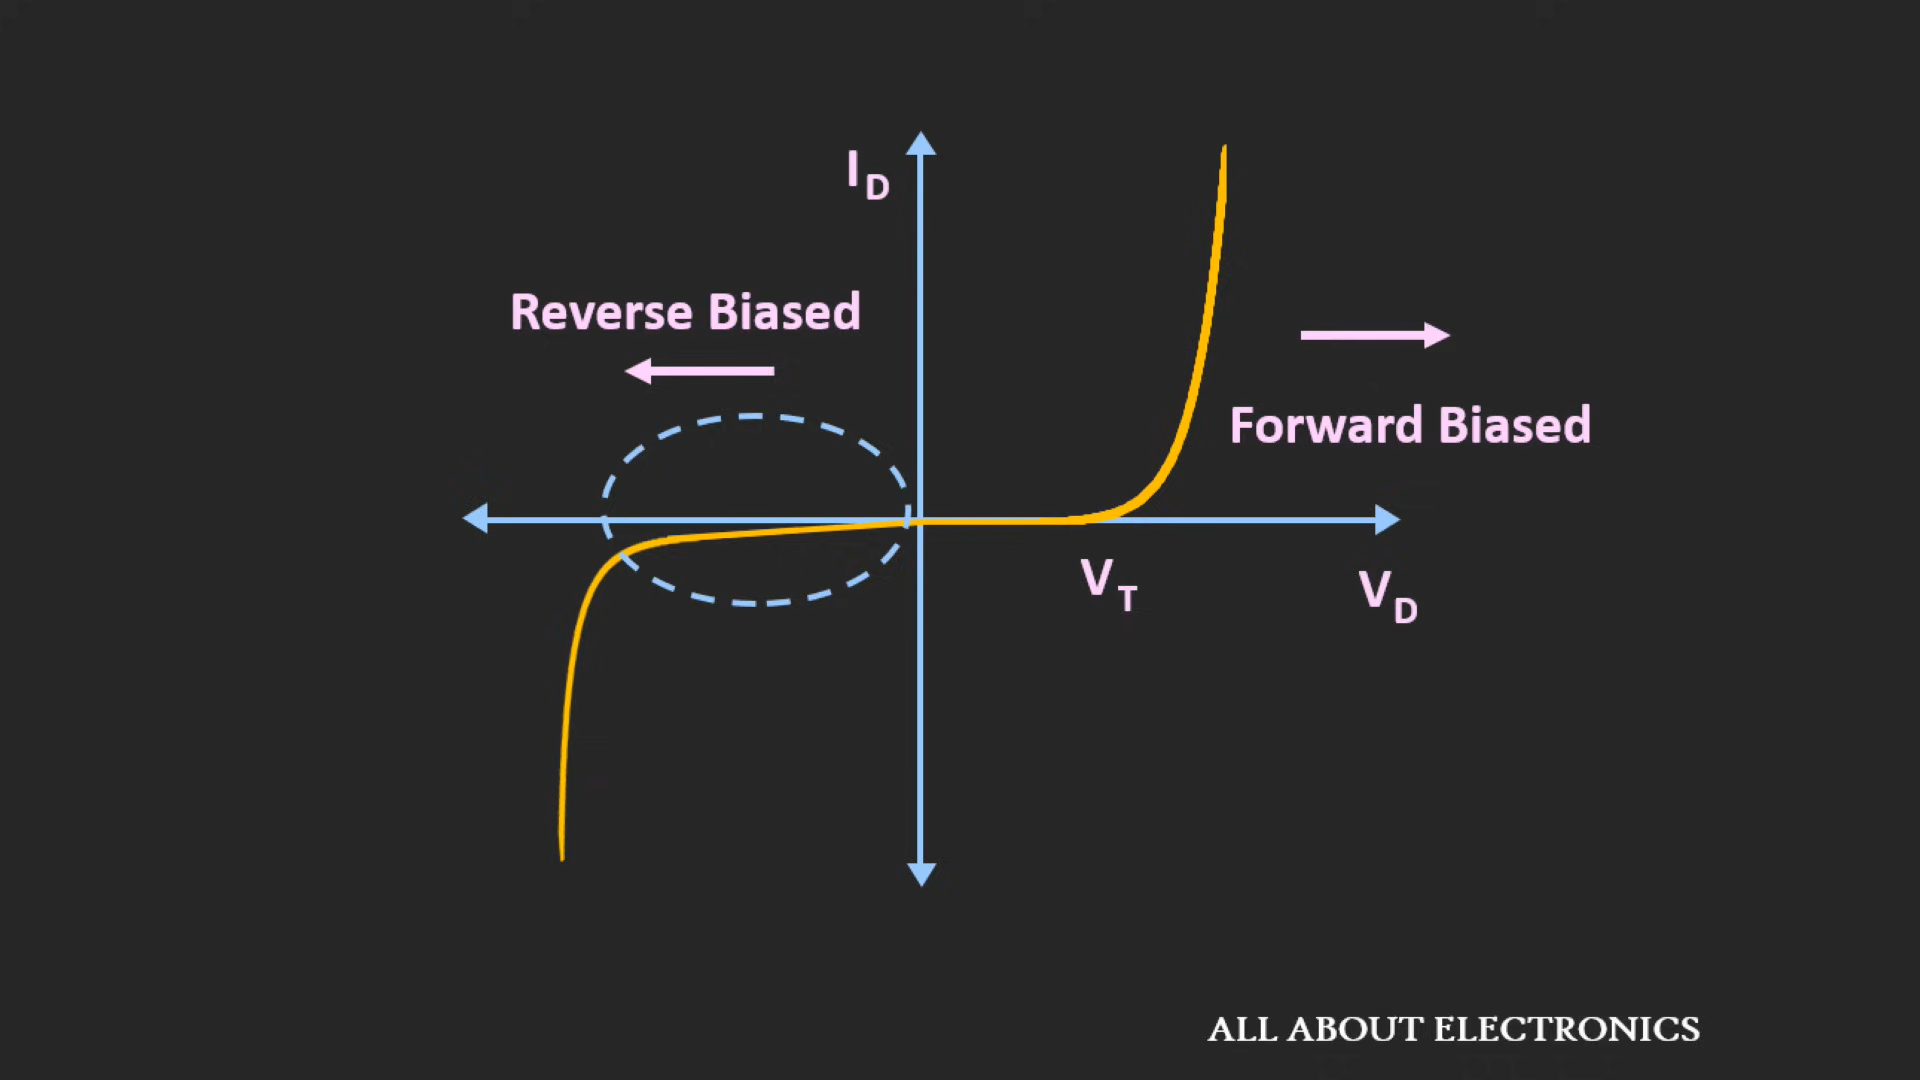 I_D
Reverse Biased
Forward Biased
V_T
V_D
ALL ABOUT ELECTRONICS